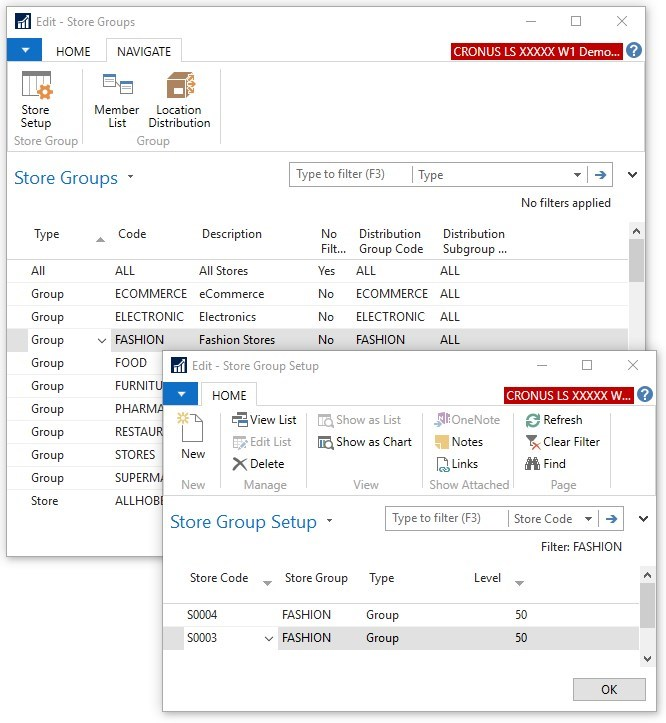 Edit - Store Groups
HOME NAVIGATE CRONUS LS XXXXX W1 Demo... ?
Store Setup
Member List
Location Distribution
Store Group Group
Store Groups Type to filter (F3) Type
No filters applied
Type Code Description No Filt... Distribution Group Code Distribution Subgroup ...
All ALL All Stores Yes ALL ALL
Group ECOMMERCE eCommerce No ECOMMERCE ALL
Group ELECTRONIC Electronics No ELECTRONIC ALL
Group FASHION Fashion Stores No FASHION ALL
Group FOOD
Group FURNITU
Group PHARMA
Group RESTAUR
Group STORES
Group SUPERMA
Store ALLHOBE
Edit - Store Group Setup
HOME CRONUS LS XXXXX W... ?
New
View List
Edit List
Delete
Show as List
Show as Chart
OneNote
Notes
Links
Refresh
Clear Filter
Find
New Manage View Show Attached Page
Store Group Setup Type to filter (F3) Store Code
Filter: FASHION
Store Code Store Group Type Level
S0004 FASHION Group 50
S0003 FASHION Group 50
OK